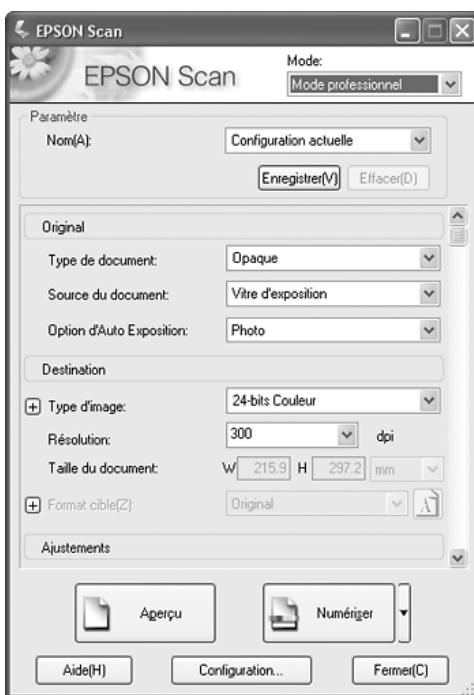 EPSON Scan
EPSON Scan
Mode:
Mode professionnel
Paramètre
Nom(A): Configuration actuelle
Enregistrer(V) Effacer(D)
Original
Type de document: Opaque
Source du document: Vitre d'exposition
Option d'Auto Exposition: Photo
Destination
Type d'image: 24-bits Couleur
Résolution: 300 dpi
Taille du document: W 215.9 H 297.2 mm
Format cible(Z): Original
Ajustements
Aperçu Numériser
Aide(H) Configuration... Fermer(C)